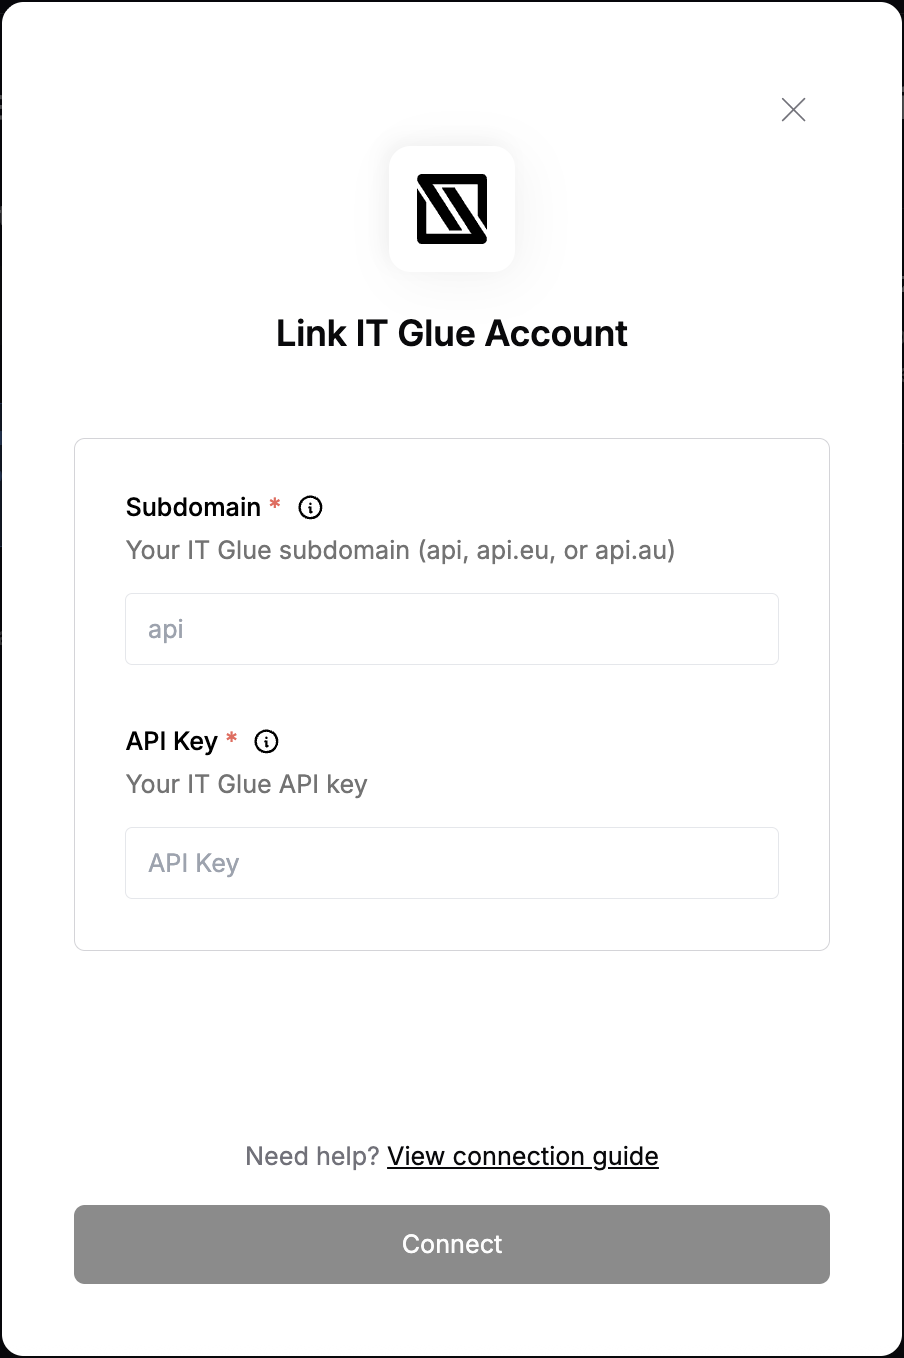 Link IT Glue Account
Subdomain *
Your IT Glue subdomain (api, api.eu, or api.au)
api
API Key *
Your IT Glue API key
API Key
Need help? View connection guide
Connect